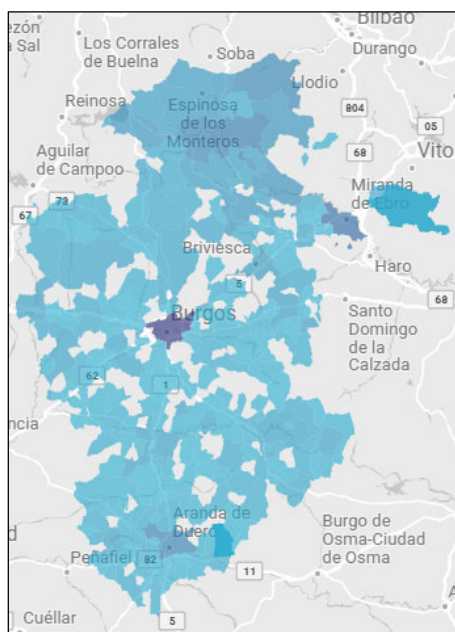 Bilbao
ezón
a Sal
Los Corrales
de Buelna
Soba
Durango
Llodio
Reinosa
Espinosa
de los
Monteros
804
05
68
Vito
Aguilar
de Campoo
73
67
Miranda
de Ebro
Briviesca
5
Haro
68
Burgos
Santo
Domingo
de la
Calzada
62
1
ncia
Aranda de
Duero
d
Peñafiel
82
Burgo de
Osma-Ciudad
de Osma
11
Cuéllar
5
A